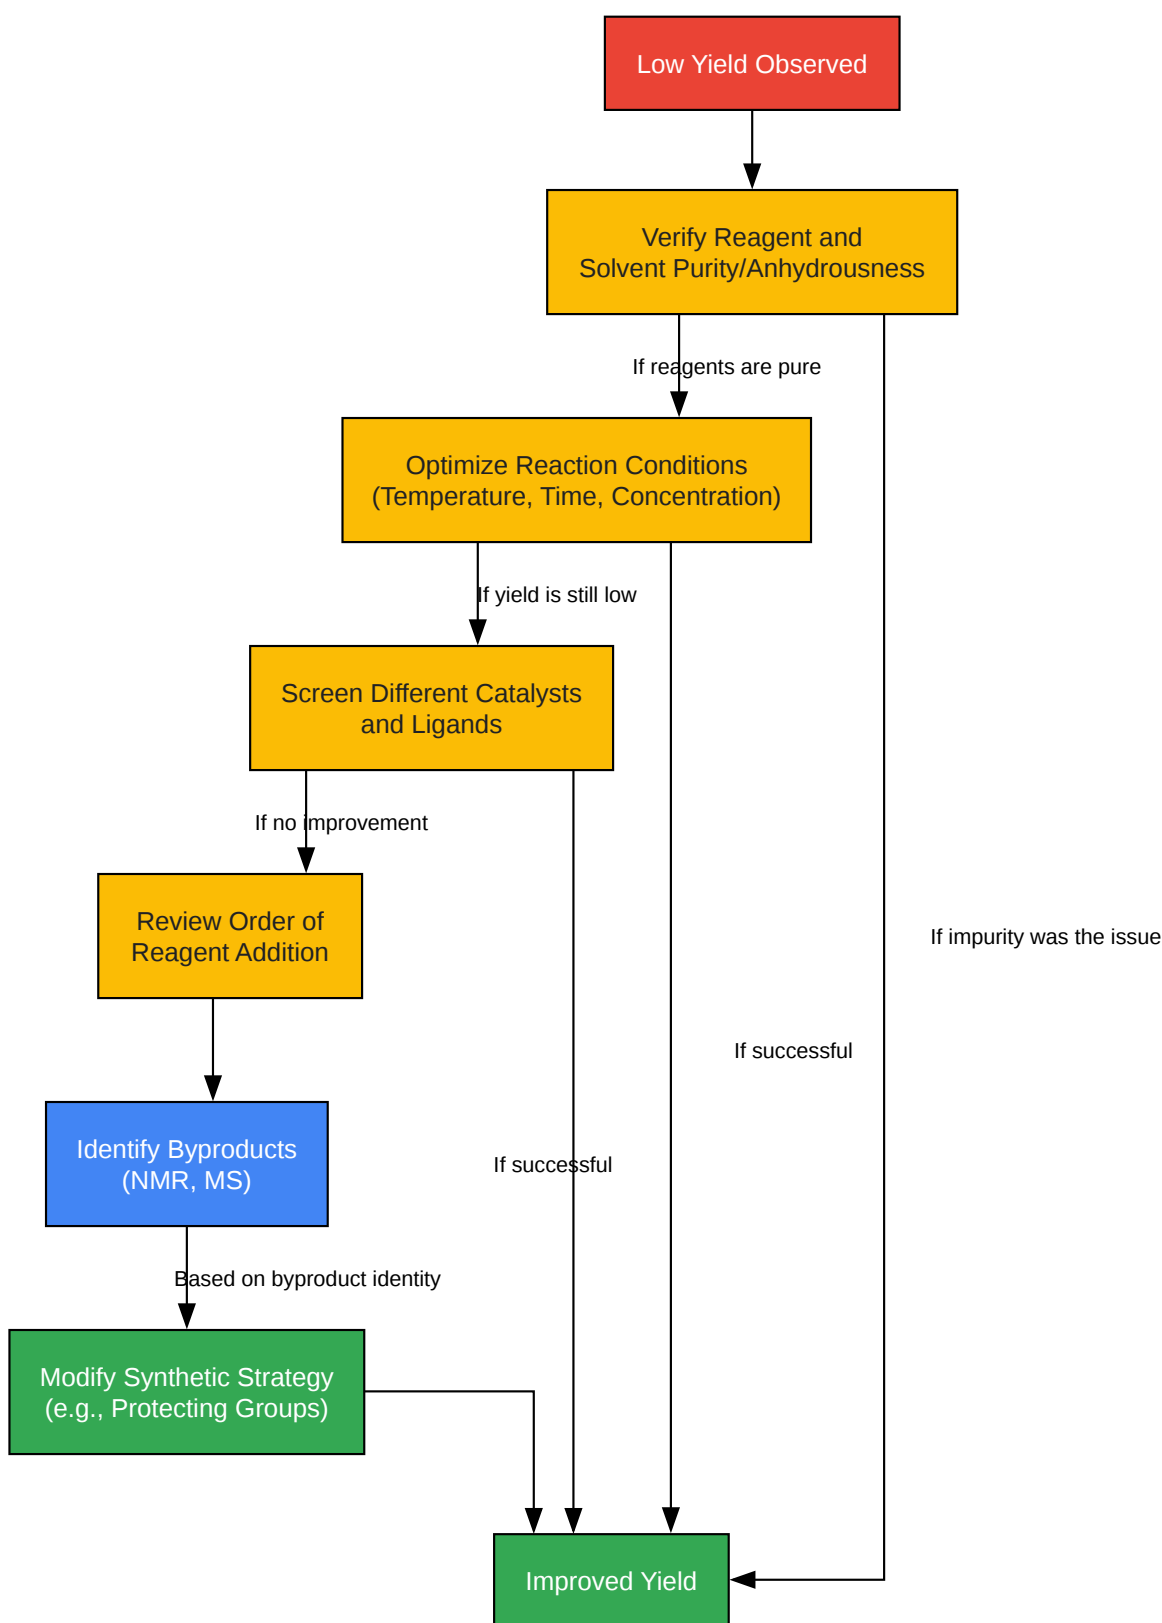 Low Yield Observed
Verify Reagent and
Solvent Purity/Anhydrousness
If reagents are pure
Optimize Reaction Conditions
(Temperature, Time, Concentration)
If yield is still low
Screen Different Catalysts
and Ligands
If no improvement
Review Order of
Reagent Addition
If impurity was the issue
If successful
Identify Byproducts
(NMR, MS)
If successful
Based on byproduct identity
Modify Synthetic Strategy
(e.g., Protecting Groups)
Improved Yield